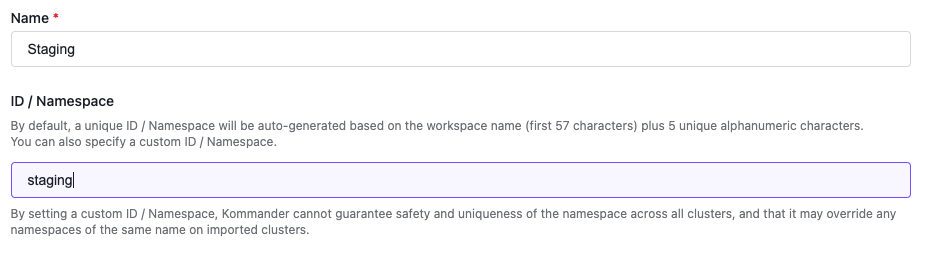 Name *
Staging
ID / Namespace
By default, a unique ID / Namespace will be auto-generated based on the workspace name (first 57 characters) plus 5 unique alphanumeric characters.
You can also specify a custom ID / Namespace.
staging
By setting a custom ID / Namespace, Kommander cannot guarantee safety and uniqueness of the namespace across all clusters, and that it may override any
namespaces of the same name on imported clusters.